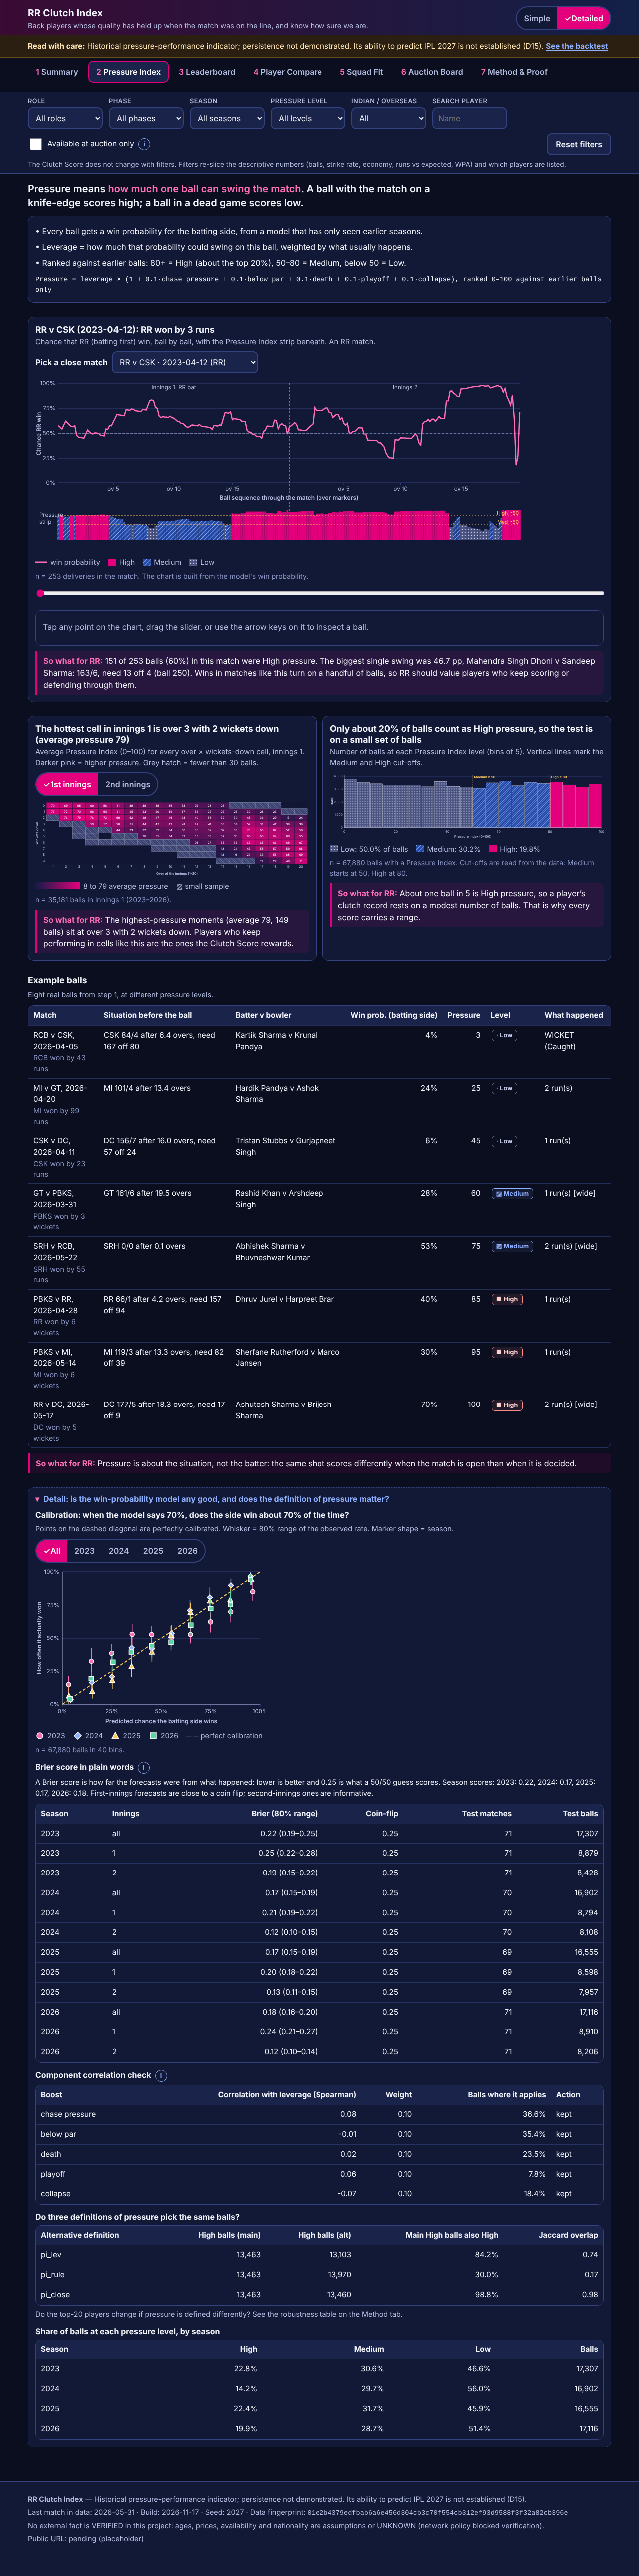 RR Clutch Index
Back players whose quality has held up when the match was on the line, and know how sure we are.
Simple
✓Detailed
Read with care: Historical pressure-performance indicator; persistence not demonstrated. Its ability to predict IPL 2027 is not established (D15). See the backtest
1 Summary
2 Pressure Index
3 Leaderboard
4 Player Compare
5 Squad Fit
6 Auction Board
7 Method & Proof
ROLE
PHASE
SEASON
PRESSURE LEVEL
INDIAN / OVERSEAS
SEARCH PLAYER
All roles
All phases
All seasons
All levels
All
Name
Available at auction only
i
Reset filters
The Clutch Score does not change with filters. Filters re-slice the descriptive numbers (balls, strike rate, economy, runs vs expected, WPA) and which players are listed.
Pressure means how much one ball can swing the match. A ball with the match on a
knife-edge scores high; a ball in a dead game scores low.
• Every ball gets a win probability for the batting side, from a model that has only seen earlier seasons.
• Leverage = how much that probability could swing on this ball, weighted by what usually happens.
• Ranked against earlier balls: 80+ = High (about the top 20%), 50–80 = Medium, below 50 = Low.
Pressure = leverage × (1 + 0.1·chase pressure + 0.1·below par + 0.1·death + 0.1·playoff + 0.1·collapse), ranked 0–100 against earlier balls
only
RR v CSK (2023-04-12): RR won by 3 runs
Chance that RR (batting first) win, ball by ball, with the Pressure Index strip beneath. An RR match.
Pick a close match
RR v CSK · 2023-04-12 (RR)
100%
75%
50%
25%
0%
Chance RR win
Innings 1: RR bat
Innings 2
ov 5
ov 10
ov 15
ov 5
ov 10
ov 15
Ball sequence through the match (over markers)
Pressure
strip
High ≥80
Med ≥50
win probability
High
Medium
Low
n = 253 deliveries in the match. The chart is built from the model's win probability.
Tap any point on the chart, drag the slider, or use the arrow keys on it to inspect a ball.
So what for RR: 151 of 253 balls (60%) in this match were High pressure. The biggest single swing was 46.7 pp, Mahendra Singh Dhoni v Sandeep
Sharma: 163/6, need 13 off 4 (ball 250). Wins in matches like this turn on a handful of balls, so RR should value players who keep scoring or
defending through them.
The hottest cell in innings 1 is over 3 with 2 wickets down
(average pressure 79)
Average Pressure Index (0–100) for every over × wickets-down cell, innings 1.
Darker pink = higher pressure. Grey hatch = fewer than 30 balls.
✓1st innings
2nd innings
Wickets down
Over of the innings (1–20)
8 to 79 average pressure
small sample
n = 35,181 balls in innings 1 (2023–2026).
So what for RR: The highest-pressure moments (average 79, 149
balls) sit at over 3 with 2 wickets down. Players who keep
performing in cells like this are the ones the Clutch Score rewards.
Only about 20% of balls count as High pressure, so the test is
on a small set of balls
Number of balls at each Pressure Index level (bins of 5). Vertical lines mark the
Medium and High cut-offs.
Medium ≥ 50
High ≥ 80
Balls
Pressure Index (0–100)
Low: 50.0% of balls
Medium: 30.2%
High: 19.8%
n = 67,880 balls with a Pressure Index. Cut-offs are read from the data: Medium
starts at 50, High at 80.
So what for RR: About one ball in 5 is High pressure, so a player's
clutch record rests on a modest number of balls. That is why every
score carries a range.
Example balls
Eight real balls from step 1, at different pressure levels.
Match
Situation before the ball
Batter v bowler
Win prob. (batting side)
Pressure
Level
What happened
RCB v CSK,
2026-04-05
RCB won by 43
runs
CSK 84/4 after 6.4 overs, need
167 off 80
Kartik Sharma v Krunal
Pandya
4%
3
· Low
WICKET
(Caught)
MI v GT, 2026-
04-20
MI won by 99
runs
MI 101/4 after 13.4 overs
Hardik Pandya v Ashok
Sharma
24%
25
· Low
2 run(s)
CSK v DC,
2026-04-11
CSK won by 23
runs
DC 156/7 after 16.0 overs, need
57 off 24
Tristan Stubbs v Gurjapneet
Singh
6%
45
· Low
1 run(s)
GT v PBKS,
2026-03-31
PBKS won by 3
wickets
GT 161/6 after 19.5 overs
Rashid Khan v Arshdeep
Singh
28%
60
Medium
1 run(s) [wide]
SRH v RCB,
2026-05-22
SRH won by 55
runs
SRH 0/0 after 0.1 overs
Abhishek Sharma v
Bhuvneshwar Kumar
53%
75
Medium
2 run(s) [wide]
PBKS v RR,
2026-04-28
RR won by 6
wickets
RR 66/1 after 4.2 overs, need 157
off 94
Dhruv Jurel v Harpreet Brar
40%
85
High
1 run(s)
PBKS v MI,
2026-05-14
MI won by 6
wickets
MI 119/3 after 13.3 overs, need 82
off 39
Sherfane Rutherford v Marco
Jansen
30%
95
High
1 run(s)
RR v DC, 2026-
05-17
DC won by 5
wickets
DC 177/5 after 18.3 overs, need 17
off 9
Ashutosh Sharma v Brijesh
Sharma
70%
100
High
2 run(s) [wide]
So what for RR: Pressure is about the situation, not the batter: the same shot scores differently when the match is open than when it is decided.
▾ Detail: is the win-probability model any good, and does the definition of pressure matter?
Calibration: when the model says 70%, does the side win about 70% of the time?
Points on the dashed diagonal are perfectly calibrated. Whisker = 80% range of the observed rate. Marker shape = season.
✓All
2023
2024
2025
2026
100%
75%
50%
25%
0%
How often it actually won
0%
25%
50%
75%
100%
Predicted chance the batting side wins
2023
2024
2025
2026
perfect calibration
n = 67,880 balls in 40 bins.
Brier score in plain words
i
A Brier score is how far the forecasts were from what happened: lower is better and 0.25 is what a 50/50 guess scores. Season scores: 2023: 0.22, 2024: 0.17, 2025:
0.17, 2026: 0.18. First-innings forecasts are close to a coin flip; second-innings ones are informative.
Season Innings Brier (80% range) Coin-flip Test matches Test balls
2023 all 0.22 (0.19–0.25) 0.25 71 17,307
2023 1 0.25 (0.22–0.28) 0.25 71 8,879
2023 2 0.19 (0.15–0.22) 0.25 71 8,428
2024 all 0.17 (0.15–0.19) 0.25 70 16,902
2024 1 0.21 (0.19–0.22) 0.25 70 8,794
2024 2 0.12 (0.10–0.15) 0.25 70 8,108
2025 all 0.17 (0.15–0.19) 0.25 69 16,555
2025 1 0.20 (0.18–0.22) 0.25 69 8,598
2025 2 0.13 (0.11–0.15) 0.25 69 7,957
2026 all 0.18 (0.16–0.20) 0.25 71 17,116
2026 1 0.24 (0.21–0.27) 0.25 71 8,910
2026 2 0.12 (0.10–0.14) 0.25 71 8,206
Component correlation check
i
Boost Correlation with leverage (Spearman) Weight Balls where it applies Action
chase pressure 0.08 0.10 36.6% kept
below par -0.01 0.10 35.4% kept
death 0.02 0.10 23.5% kept
playoff 0.06 0.10 7.8% kept
collapse -0.07 0.10 18.4% kept
Do three definitions of pressure pick the same balls?
Alternative definition High balls (main) High balls (alt) Main High balls also High Jaccard overlap
pi_lev 13,463 13,103 84.2% 0.74
pi_rule 13,463 13,970 30.0% 0.17
pi_close 13,463 13,460 98.8% 0.98
Do the top-20 players change if pressure is defined differently? See the robustness table on the Method tab.
Share of balls at each pressure level, by season
Season High Medium Low Balls
2023 22.8% 30.6% 46.6% 17,307
2024 14.2% 29.7% 56.0% 16,902
2025 22.4% 31.7% 45.9% 16,555
2026 19.9% 28.7% 51.4% 17,116
RR Clutch Index — Historical pressure-performance indicator; persistence not demonstrated. Its ability to predict IPL 2027 is not established (D15).
Last match in data: 2026-05-31 · Build: 2026-11-17 · Seed: 2027 · Data fingerprint: 01e2b4379edfbab6a6e456d304cb3c70f554cb312ef93d9588f3f32a82cb396e
No external fact is VERIFIED in this project: ages, prices, availability and nationality are assumptions or UNKNOWN (network policy blocked verification).
Public URL: pending (placeholder)